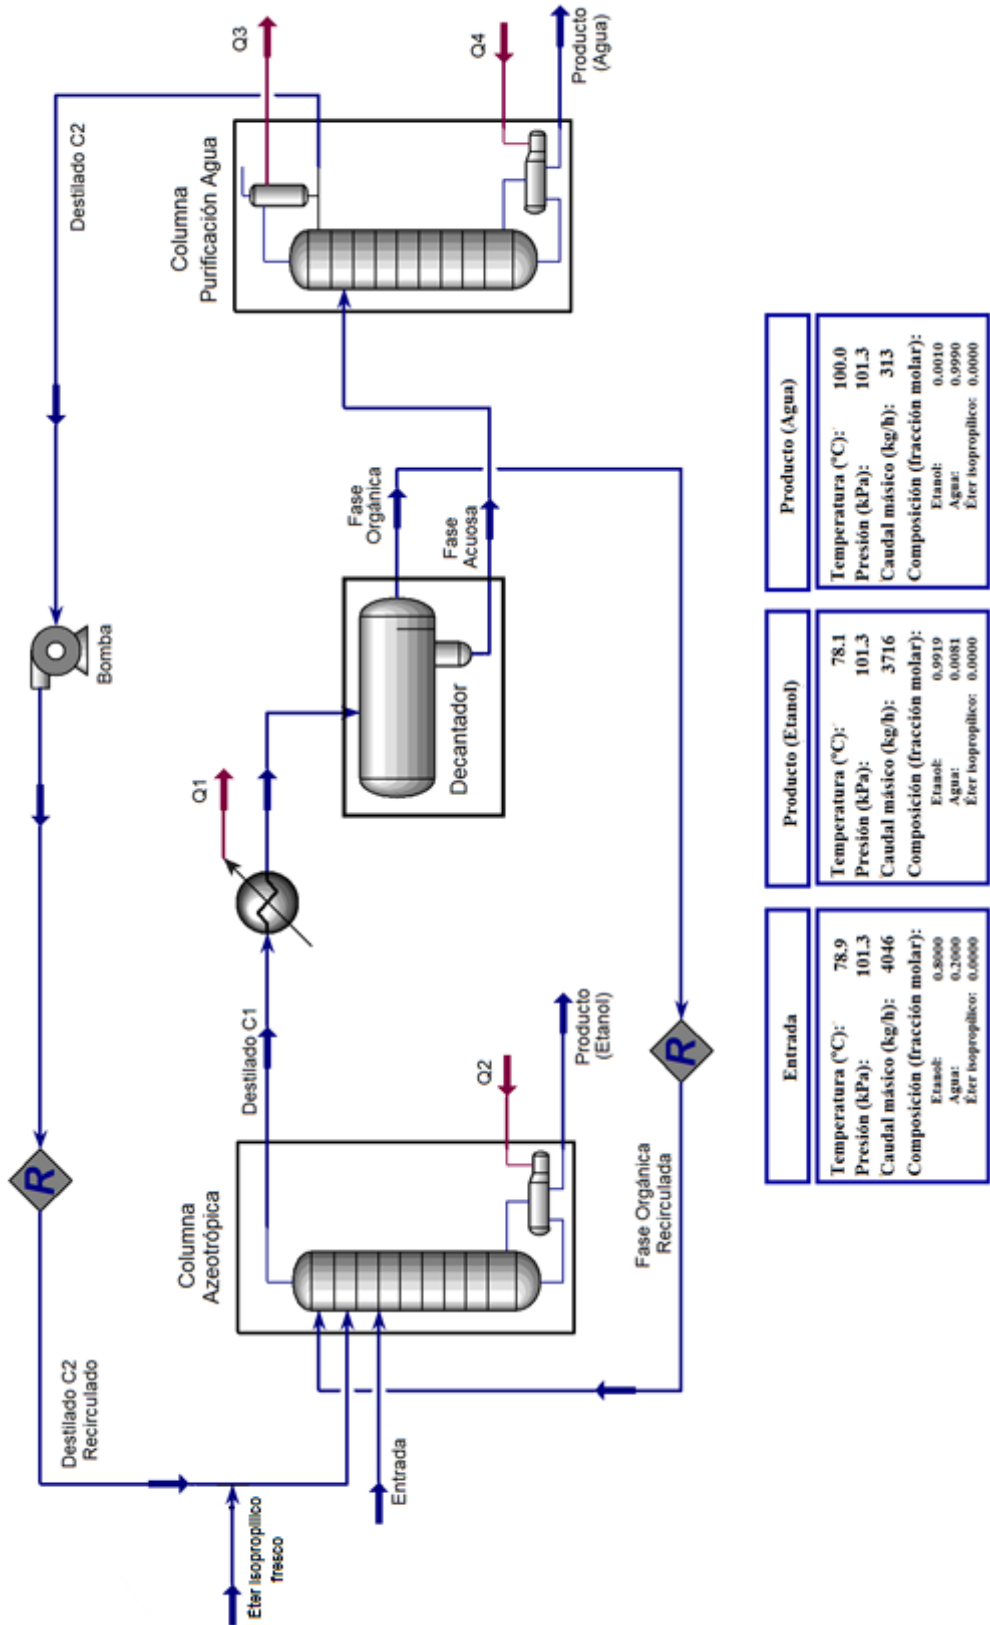 Éter isopropílico
fresco
Destilado C2
Recirculado
R
Bomba
Destilado C2
Entrada
Columna
Azeotrópica
Q2
Producto
(Etanol)
Destilado C1
Q1
Decantador
Fase
Orgánica
Fase
Acuosa
Fase Orgánica
Recirculada
R
Columna
Purificación Agua
Q3
Q4
Producto
(Agua)
Entrada
Temperatura (°C): 78.9
Presión (kPa): 101.3
Caudal másico (kg/h): 4046
Composición (fracción molar):
Etanol: 0.8000
Agua: 0.2000
Éter isopropílico: 0.0000
Producto (Etanol)
Temperatura (°C): 78.1
Presión (kPa): 101.3
Caudal másico (kg/h): 3716
Composición (fracción molar):
Etanol: 0.9919
Agua: 0.0081
Éter isopropílico: 0.0000
Producto (Agua)
Temperatura (°C): 100.0
Presión (kPa): 101.3
Caudal másico (kg/h): 313
Composición (fracción molar):
Etanol: 0.0010
Agua: 0.9990
Éter isopropílico: 0.0000